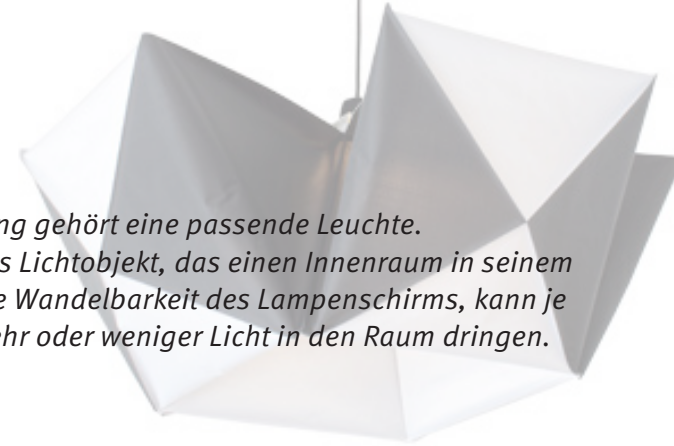 ng gehört eine passende Leuchte.
s Lichtobjekt, das einen Innenraum in seinem
e Wandelbarkeit des Lampenschirms, kann je
ehr oder weniger Licht in den Raum dringen.